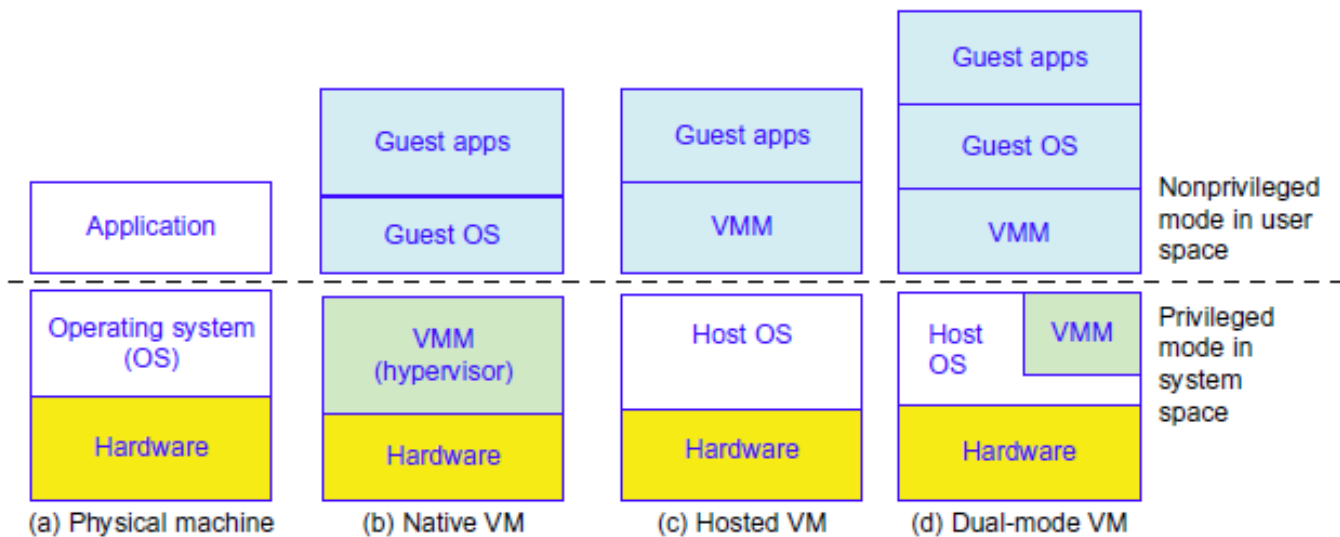 Application
Operating system
(OS)
Hardware
(a) Physical machine
Guest apps
Guest OS
VMM
(hypervisor)
Hardware
(b) Native VM
Guest apps
VMM
Host OS
Hardware
(c) Hosted VM
Guest apps
Guest OS
VMM
Host
OS
VMM
Hardware
(d) Dual-mode VM
Nonprivileged
mode in user
space
Privileged
mode in
system
space